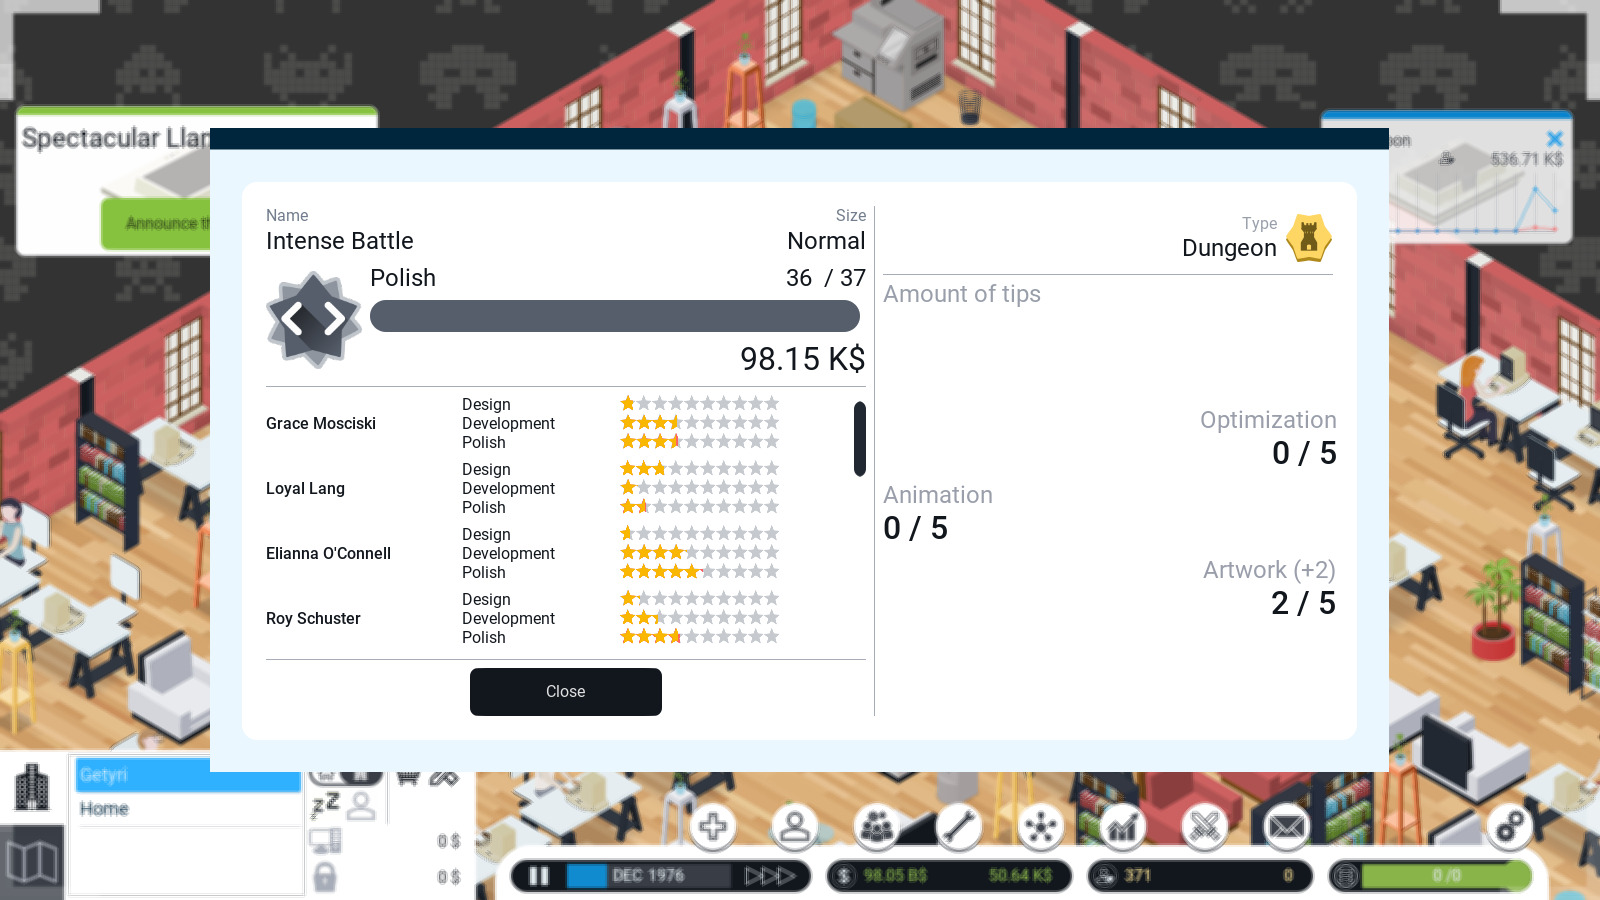 Spectacular
Announce
536.71 K$
Name
Intense Battle
Size
Normal
Polish
36 / 37
98.15 K$
Grace Mosciski
Design
Development
Polish
Loyal Lang
Design
Development
Polish
Elianna O'Connell
Design
Development
Polish
Roy Schuster
Design
Development
Polish
Close
Type
Dungeon
Amount of tips
Optimization
0 / 5
Animation
0 / 5
Artwork (+2)
2 / 5
Getyri
Home
0 $
0 $
DEC 1976
98.05 B$
50.64 K$
371
0
0 /0